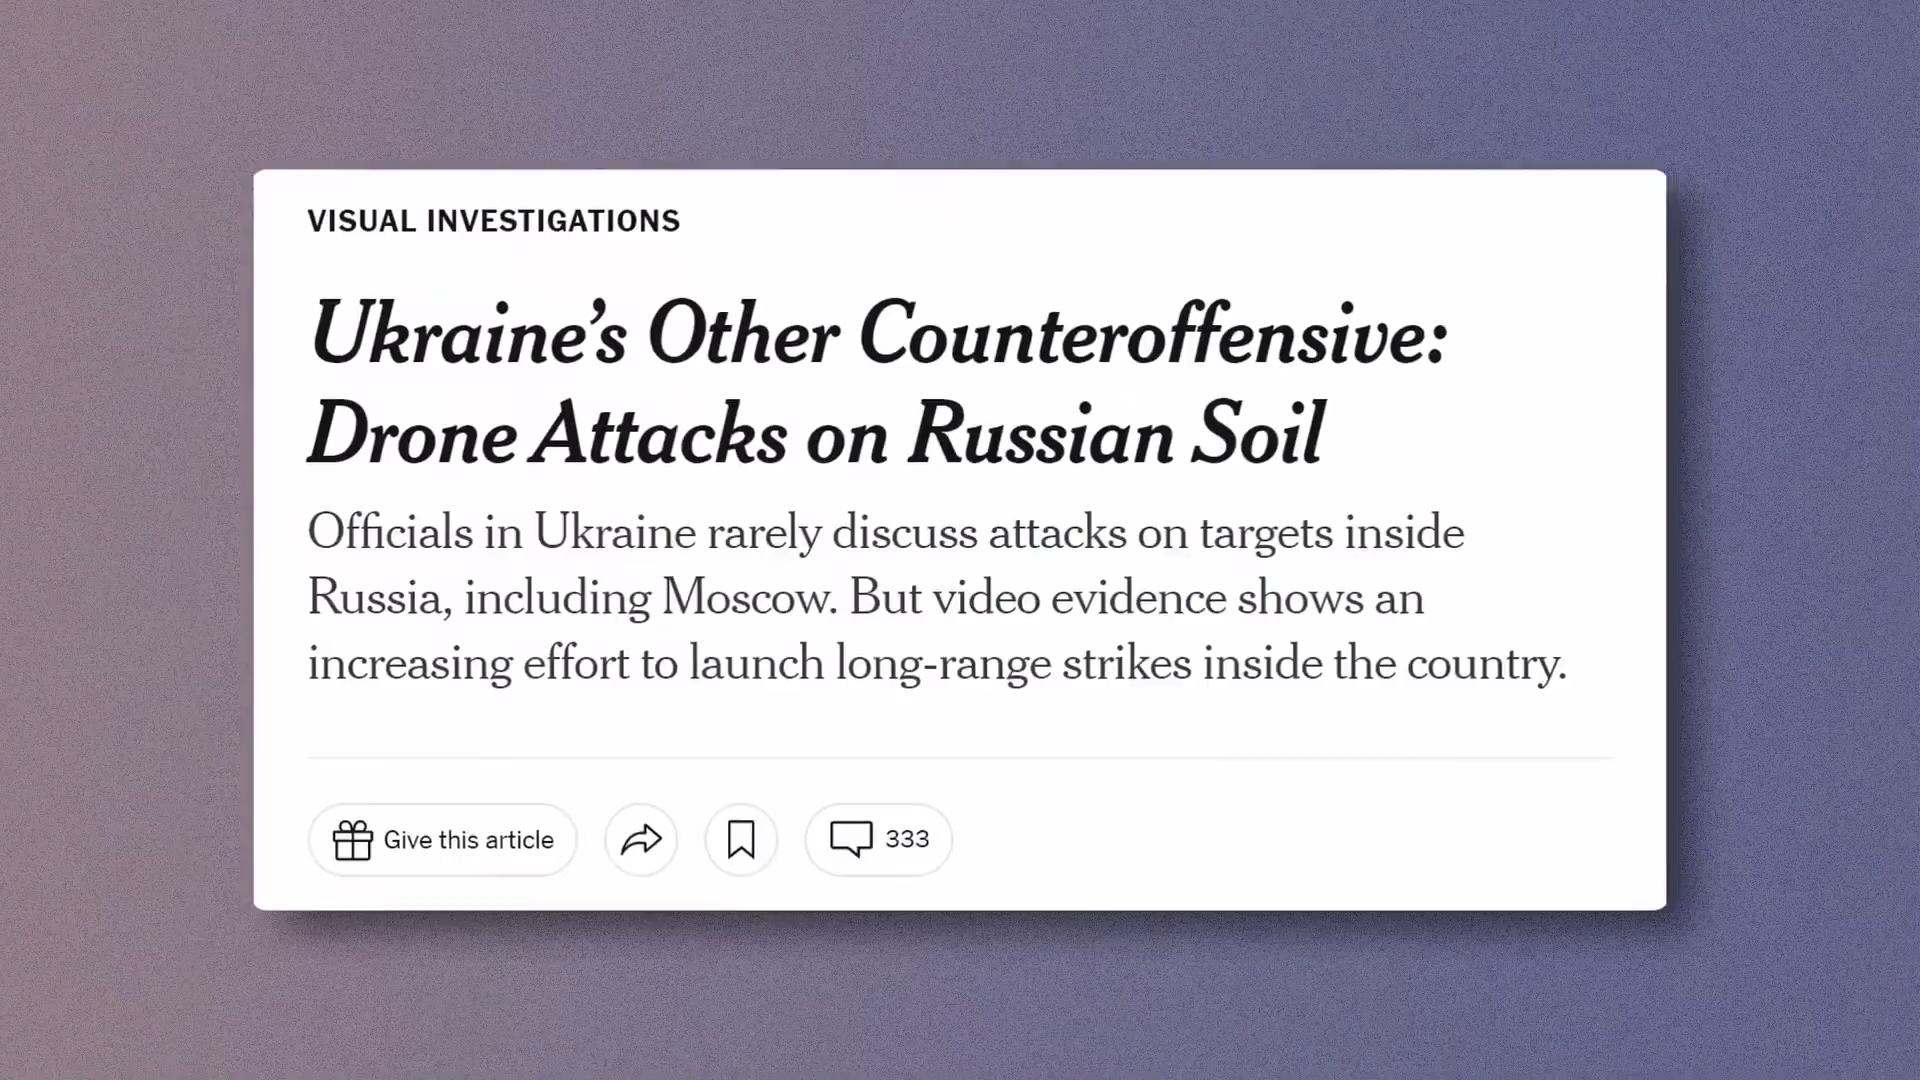 VISUAL INVESTIGATIONS
Ukraine’s Other Counteroffensive:
Drone Attacks on Russian Soil
Officials in Ukraine rarely discuss attacks on targets inside
Russia, including Moscow. But video evidence shows an
increasing effort to launch long-range strikes inside the country.
Give this article 333